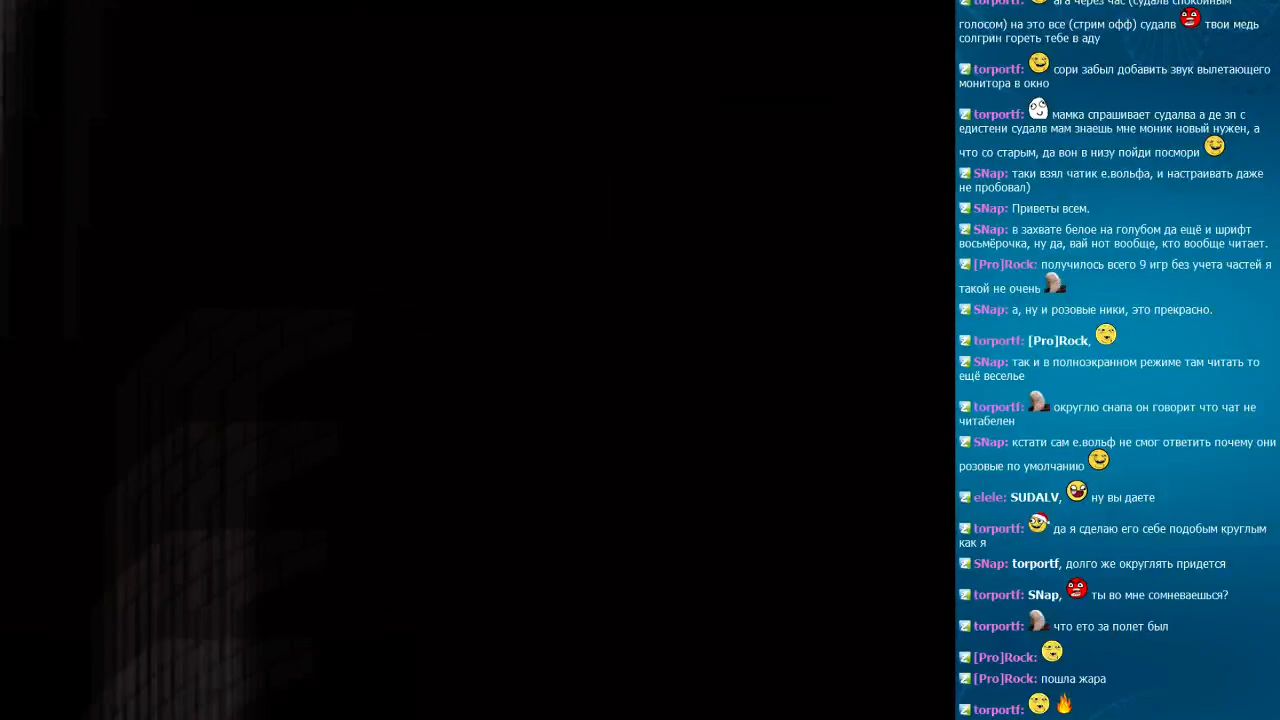 torportf: ага через час (судалв спокойным
голосом) на это все (стрим офф) судалв твои медь
солгрин гореть тебе в аду
torportf: сори забыл добавить звук вылетающего
монитора в окно
torportf: мамка спрашивает судалва а де зп с
едистени судалв мам знаешь мне моник новый нужен, а
что со старым, да вон в низу пойди посмори
SNap: таки взял чатик е.вольфа, и настраивать даже
не пробовал)
SNap: Приветы всем.
SNap: в захвате белое на голубом да ещё и шрифт
восьмёрочка, ну да, вай нот вообще, кто вообще читает.
[Pro]Rock: получилось всего 9 игр без учета частей я
такой не очень
SNap: а, ну и розовые ники, это прекрасно.
torportf: [Pro]Rock,
SNap: так и в полноэкранном режиме там читать то
ещё веселье
torportf: округлю снапа он говорит что чат не
читабелен
SNap: кстати сам е.вольф не смог ответить почему они
розовые по умолчанию
elele: SUDALV, ну вы даете
torportf: да я сделаю его себе подобым круглым
как я
SNap: torportf, долго же округлять придется
torportf: SNap, ты во мне сомневаешься?
torportf: что ето за полет был
[Pro]Rock:
[Pro]Rock: пошла жара
torportf: